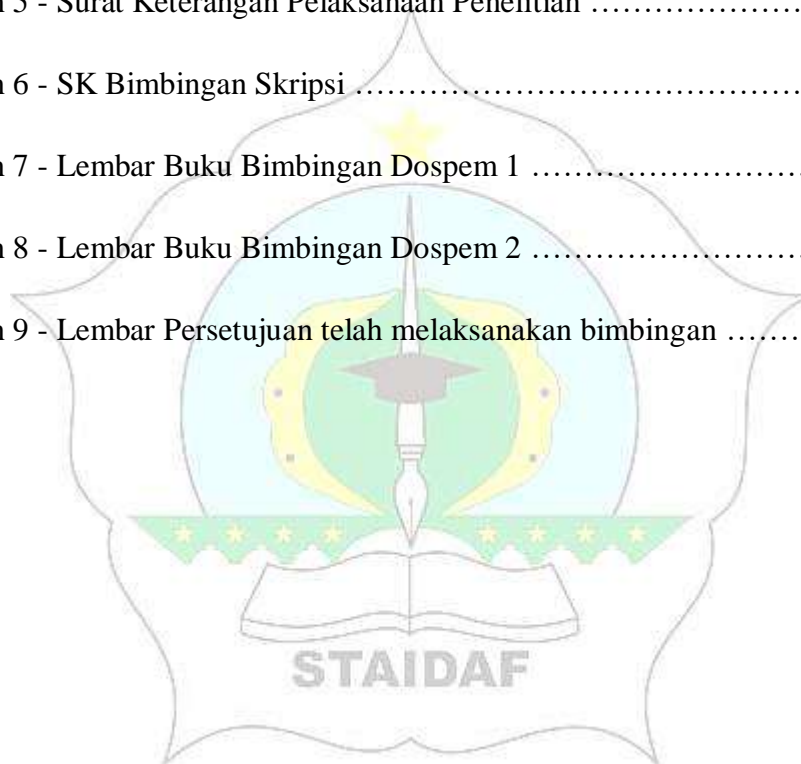 n 5 - Surat Keterangan Pelaksanaan Penelitian ……………………
n 6 - SK Bimbingan Skripsi ………………………………………
n 7 - Lembar Buku Bimbingan Dospem 1 ………………………
n 8 - Lembar Buku Bimbingan Dospem 2 ………………………
n 9 - Lembar Persetujuan telah melaksanakan bimbingan ………
STAIDAF